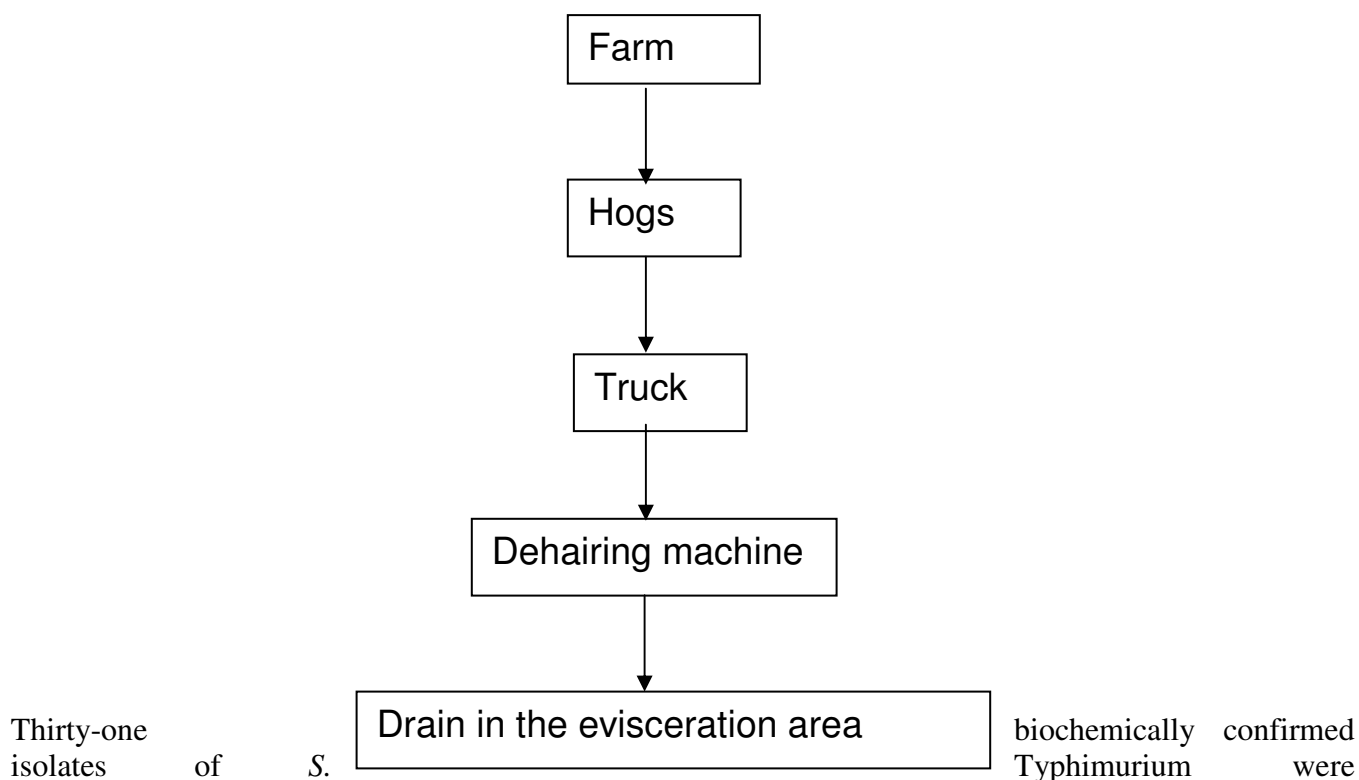 Farm
Hogs
Truck
Dehairing machine
Drain in the evisceration area
Thirty-one biochemically confirmed
isolates of S. Typhimurium were